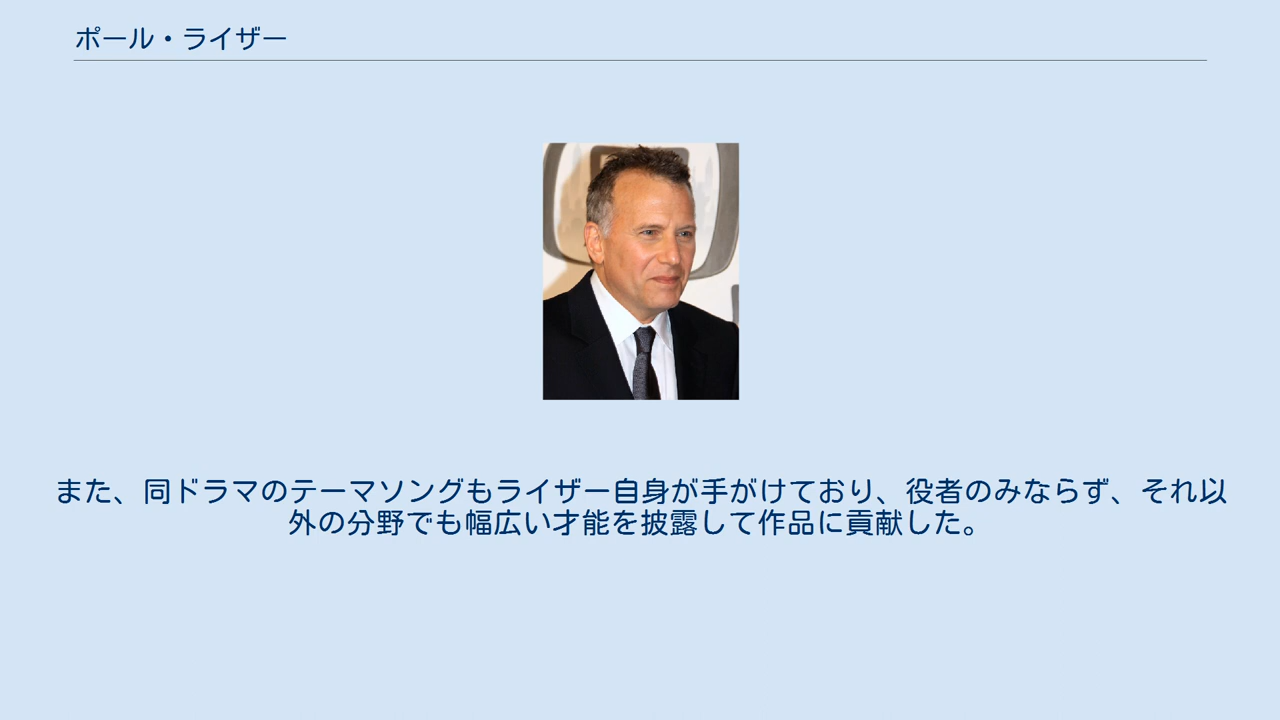 ポール・ライザー
また、同ドラマのテーマソングもライザー自身が手がけており、役者のみならず、それ以
外の分野でも幅広い才能を披露して作品に貢献した。